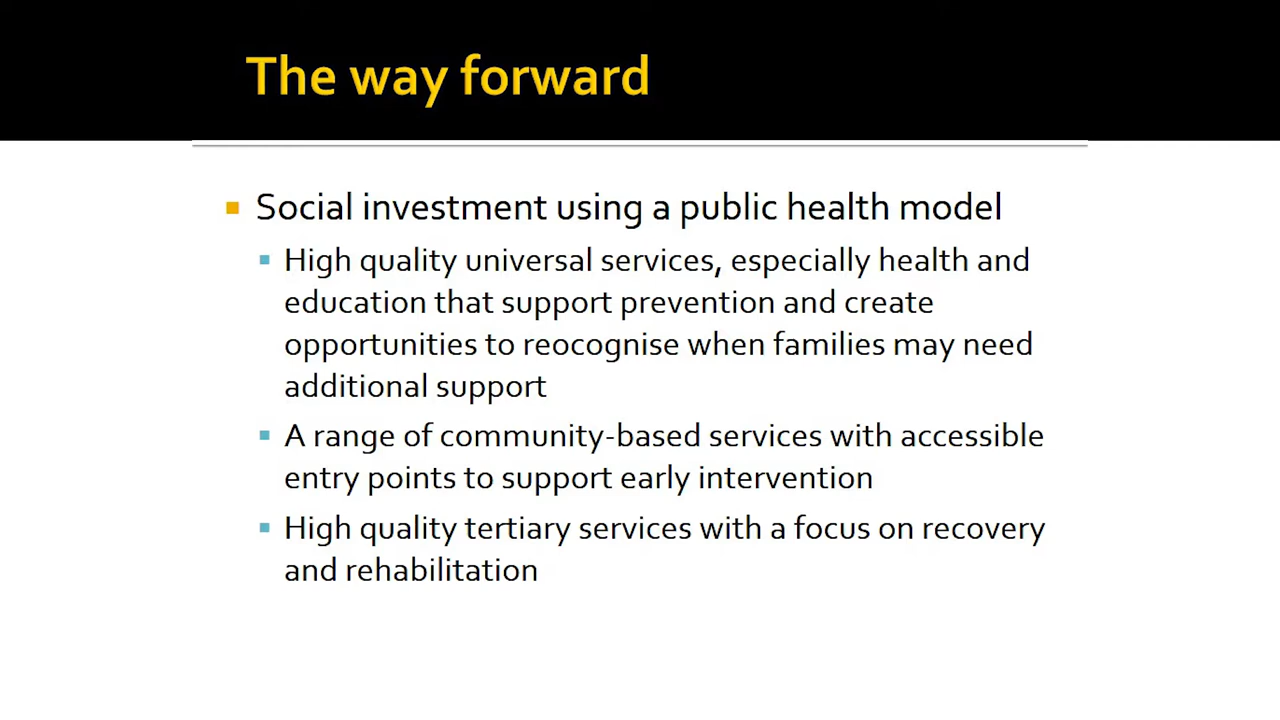 The way forward
Social investment using a public health model
High quality universal services, especially health and
education that support prevention and create
opportunities to reocognise when families may need
additional support
A range of community-based services with accessible
entry points to support early intervention
High quality tertiary services with a focus on recovery
and rehabilitation